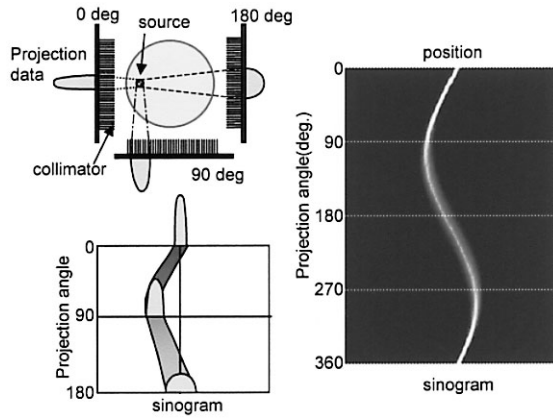 0 deg
180 deg
source
Projection
data
collimator
90 deg
Projection angle
0
90
180
sinogram
position
Projection angle(deg.)
0
90
180
270
360
sinogram